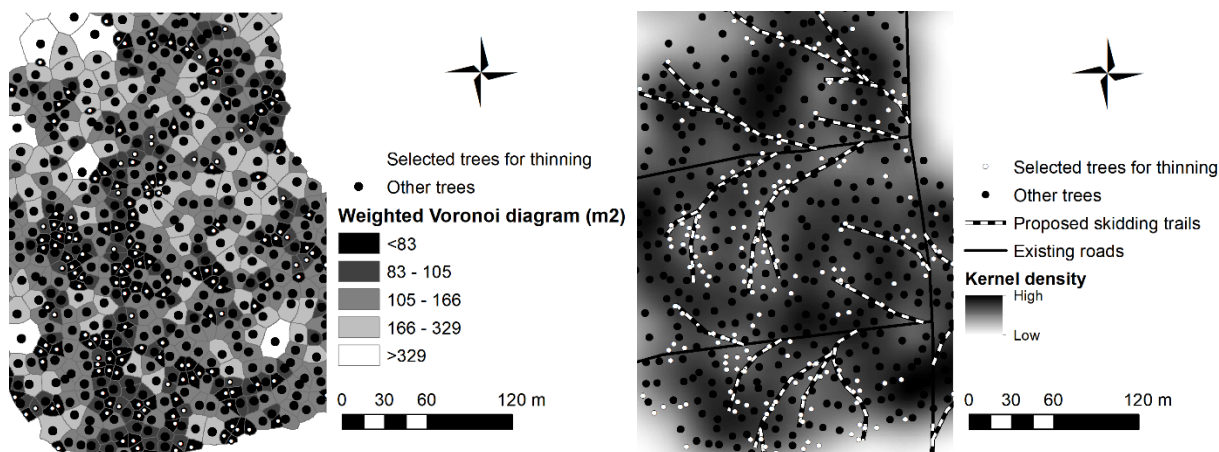 Selected trees for thinning
Other trees
Weighted Voronoi diagram (m2)
<83
83 - 105
105 - 166
166 - 329
>329
0 30 60 120 m
Selected trees for thinning
Other trees
Proposed skidding trails
Existing roads
Kernel density
High
Low
0 30 60 120 m